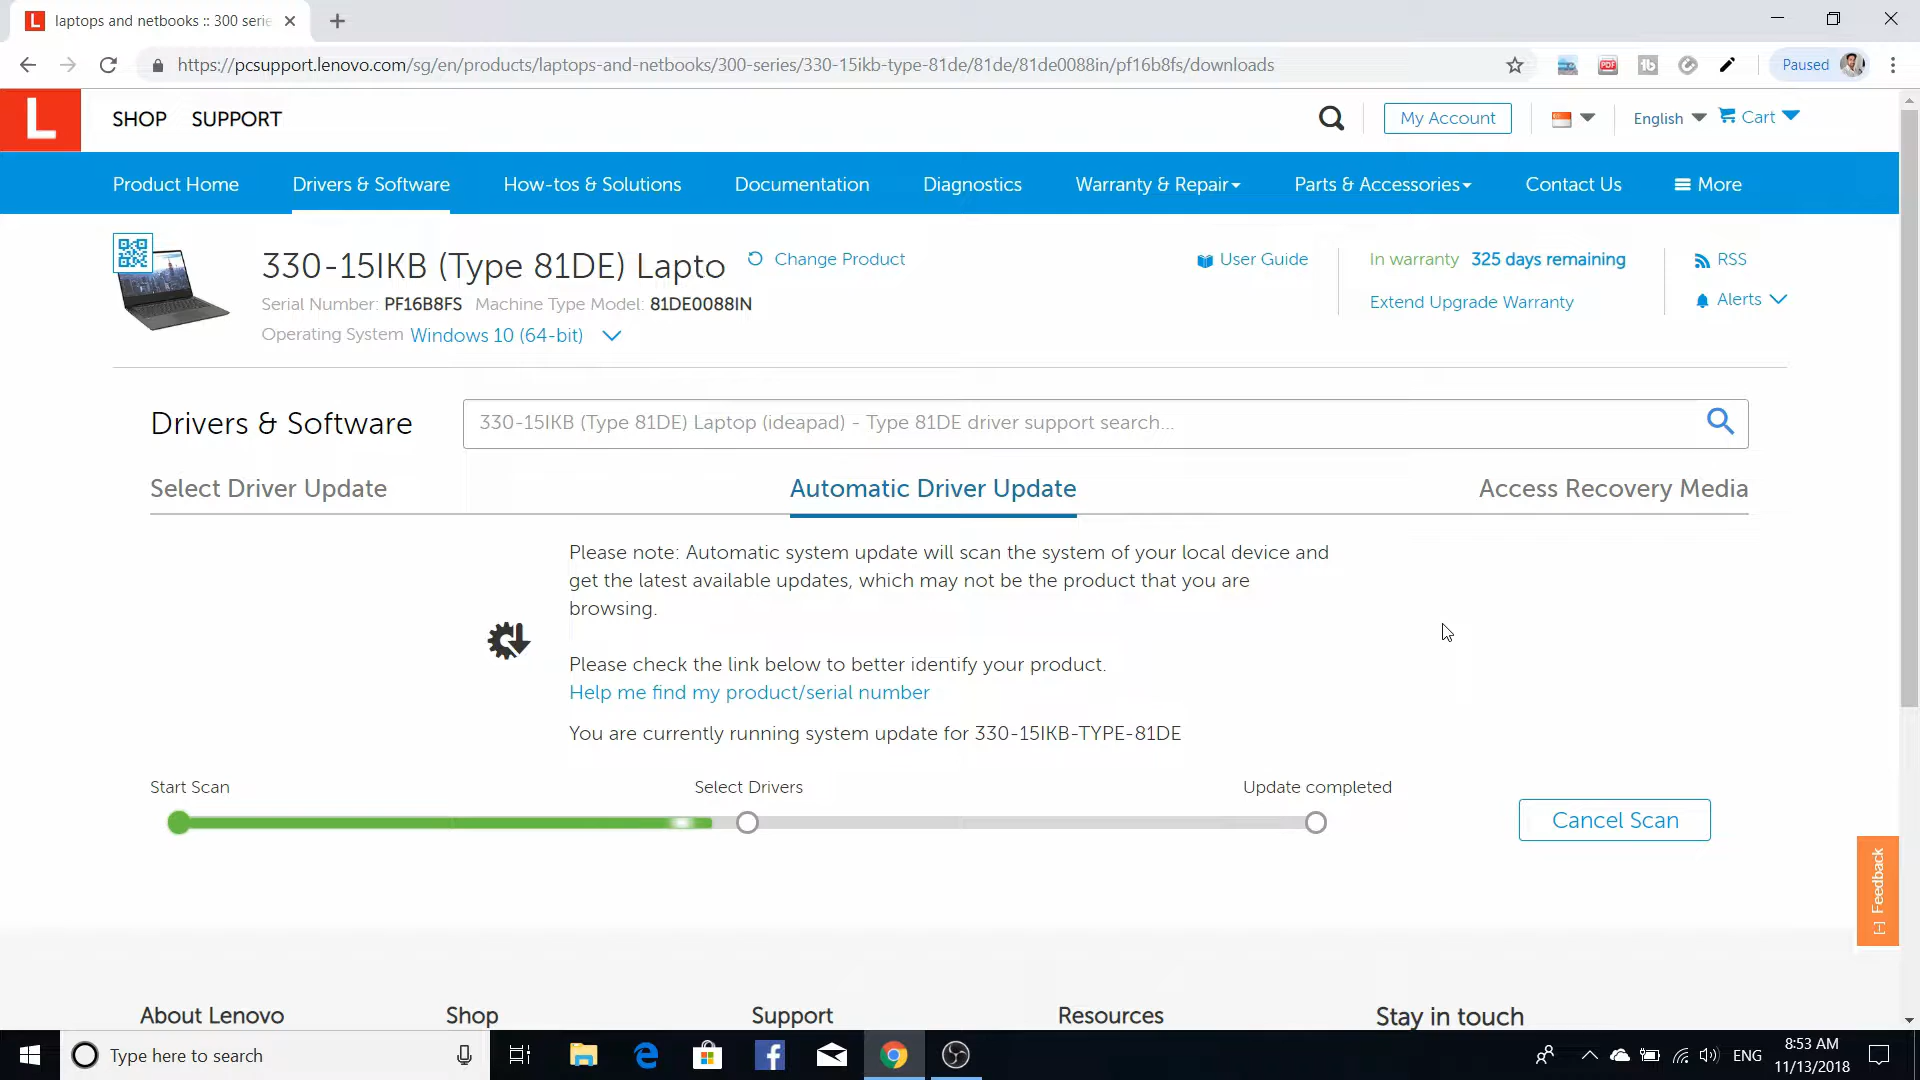 L laptops and netbooks :: 300 serie
https://pcsupport.lenovo.com/sg/en/products/laptops-and-netbooks/300-series/330-15ikb-type-81de/81de/81de0088in/pf16b8fs/downloads
PDF
Paused
L SHOP SUPPORT
My Account
English
Cart
Product Home Drivers & Software How-tos & Solutions Documentation Diagnostics Warranty & Repair Parts & Accessories Contact Us More
330-15IKB (Type 81DE) Lapto
Change Product
Serial Number: PF16B8FS Machine Type Model: 81DE0088IN
Operating System Windows 10 (64-bit)
User Guide
In warranty 325 days remaining
Extend Upgrade Warranty
RSS
Alerts
Drivers & Software
330-15IKB (Type 81DE) Laptop (ideapad) - Type 81DE driver support search...
Select Driver Update Automatic Driver Update Access Recovery Media
Please note: Automatic system update will scan the system of your local device and
get the latest available updates, which may not be the product that you are
browsing.
Please check the link below to better identify your product.
Help me find my product/serial number
You are currently running system update for 330-15IKB-TYPE-81DE
Start Scan Select Drivers Update completed
Cancel Scan
[-] Feedback
About Lenovo Shop Support Resources Stay in touch
Type here to search
ENG
8:53 AM
11/13/2018